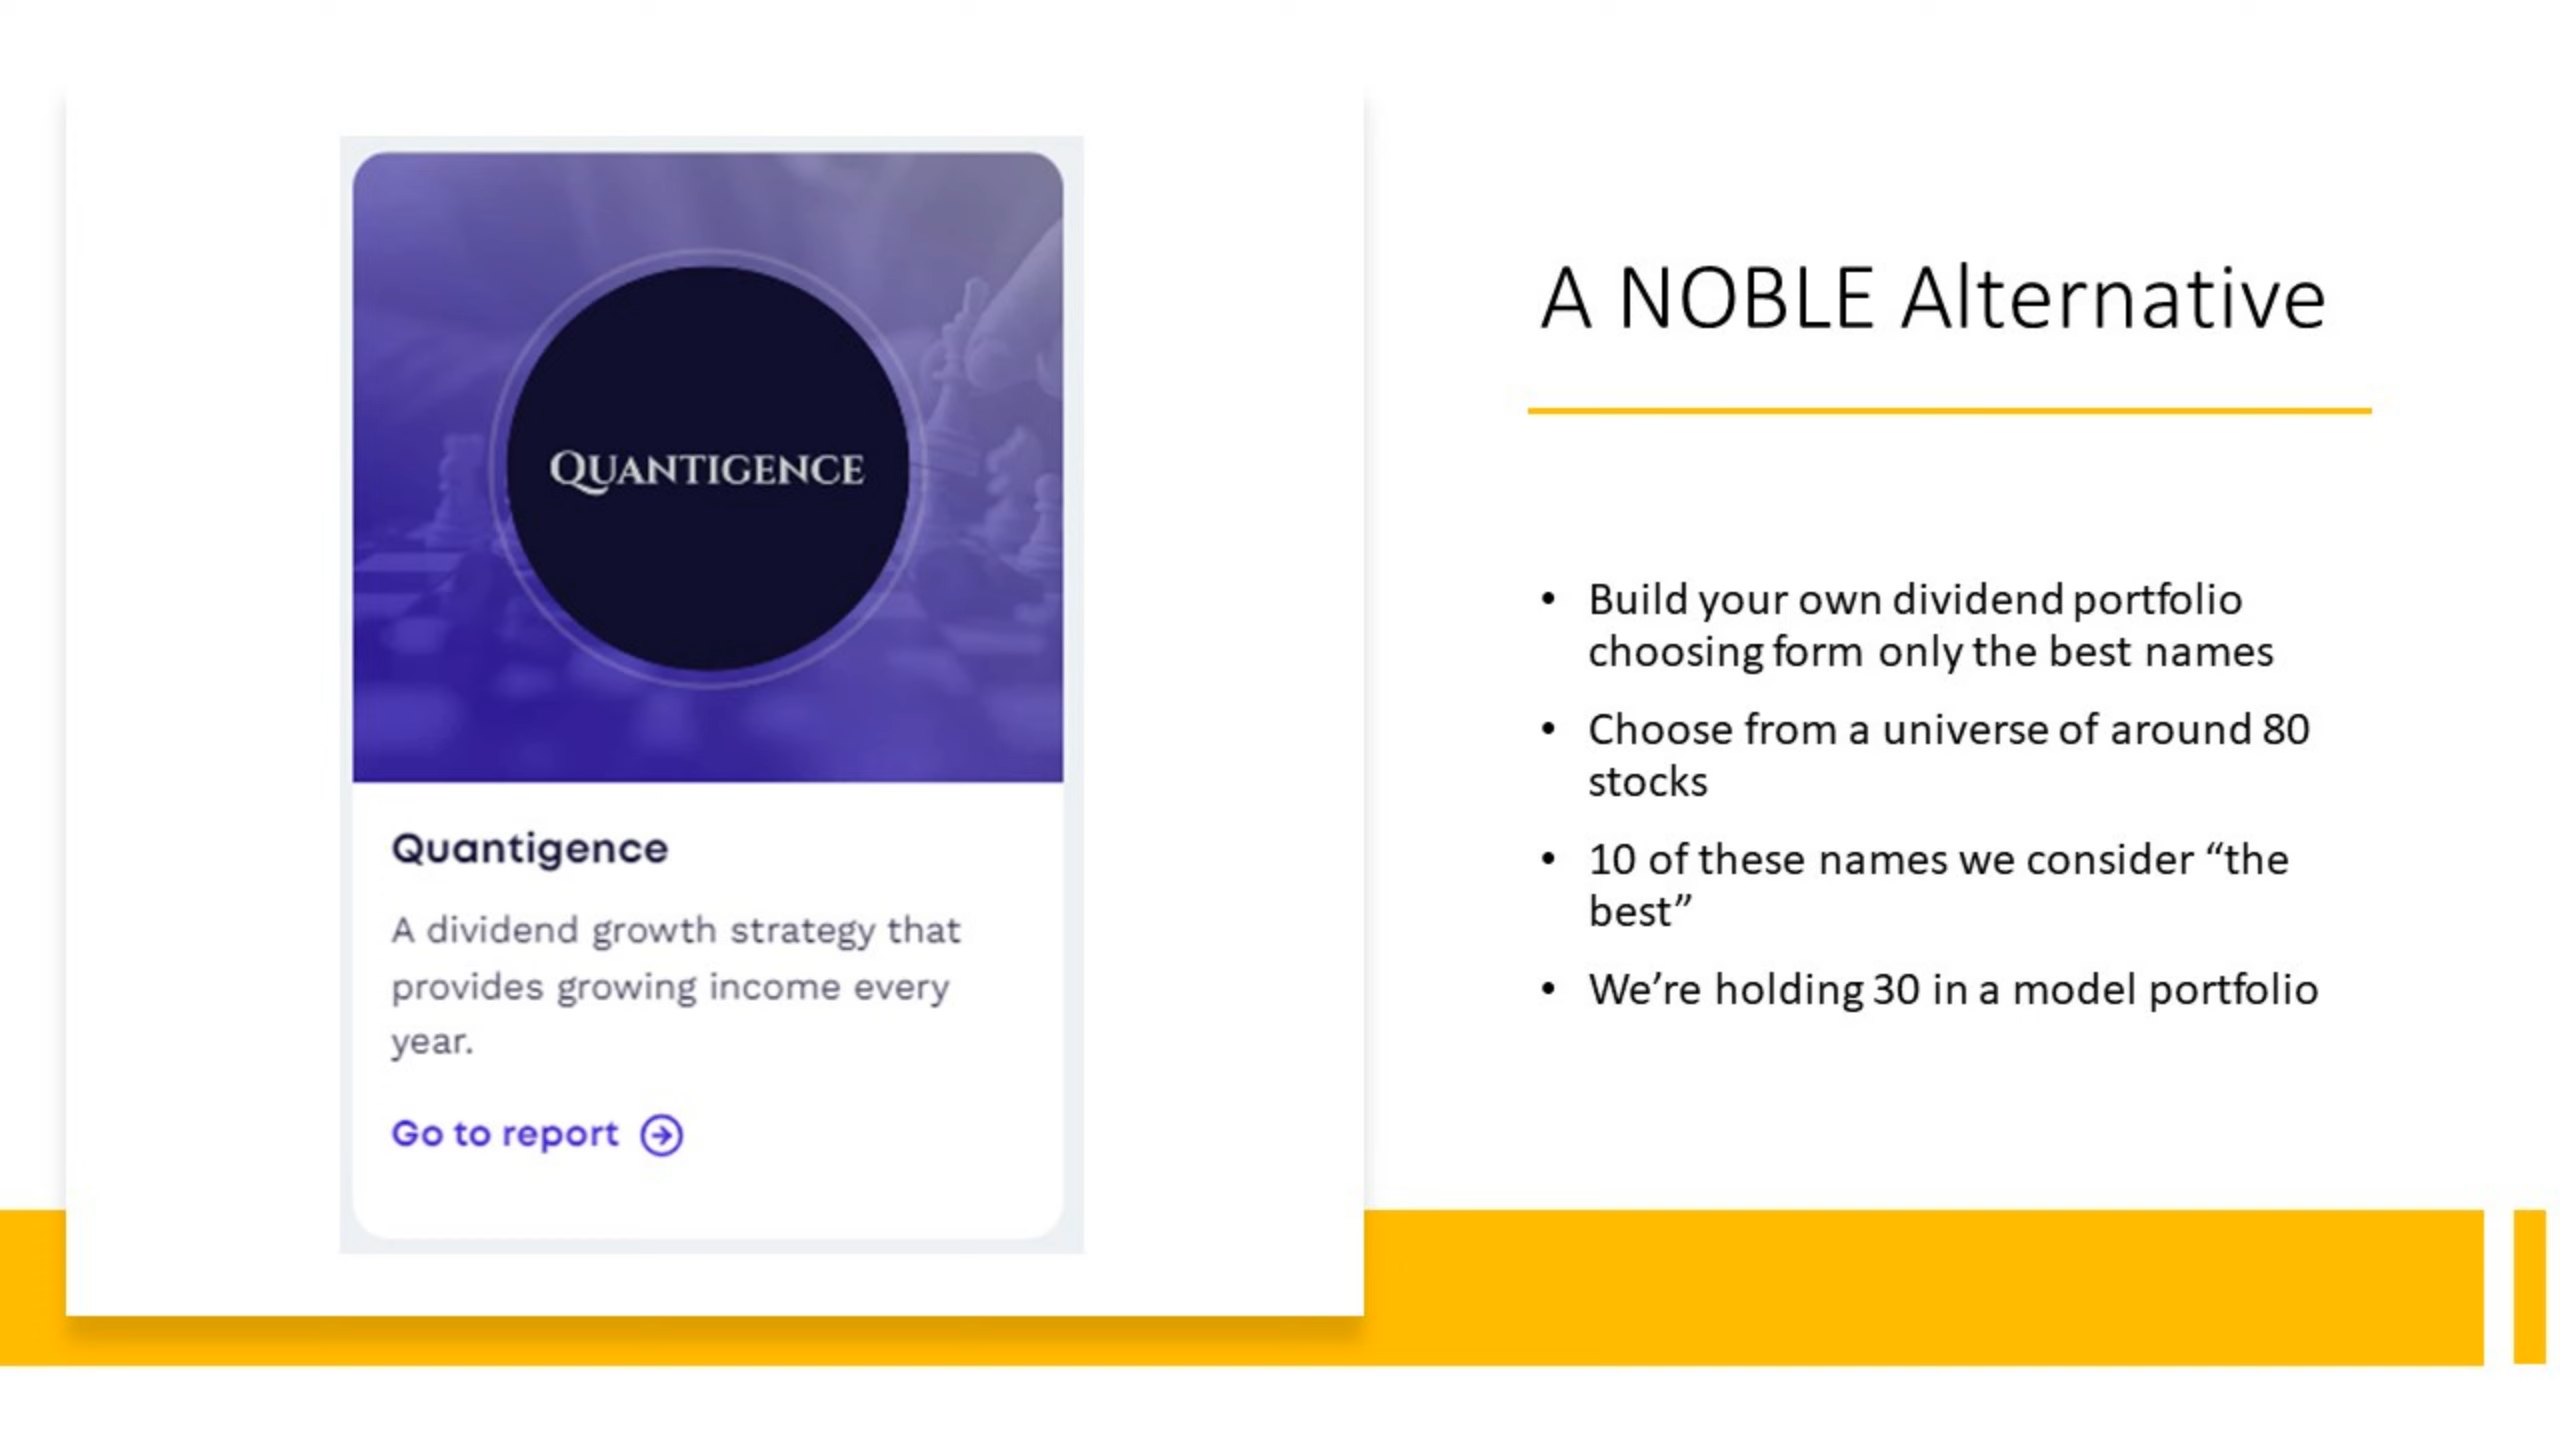 QUANTIGENCE
Quantigence
A dividend growth strategy that
provides growing income every
year.
Go to report
A NOBLE Alternative
• Build your own dividend portfolio
choosing form only the best names
• Choose from a universe of around 80
stocks
• 10 of these names we consider “the
best”
• We’re holding 30 in a model portfolio